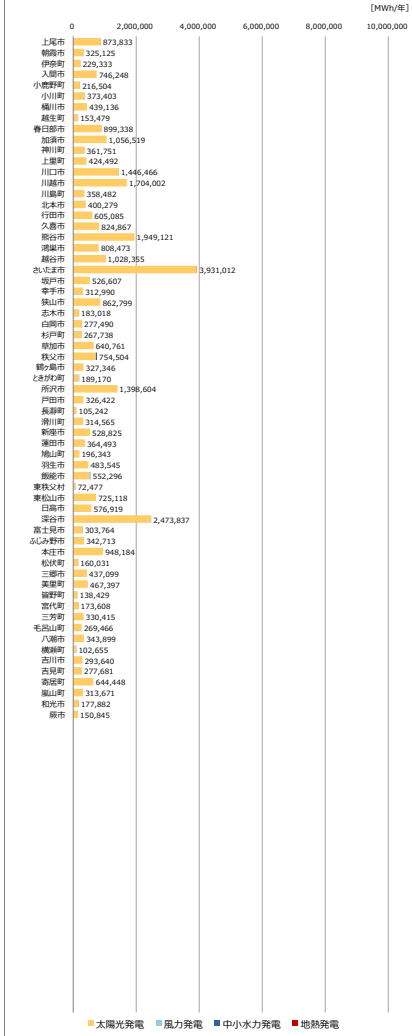 [MWh/年]
0 2,000,000 4,000,000 6,000,000 8,000,000 10,000,000
上尾市 873,833
朝霞市 325,125
伊奈町 229,333
入間市 746,248
小鹿野町 216,504
小川町 373,403
桶川市 439,136
越生町 153,479
春日部市 899,338
加須市 1,056,519
神川町 361,751
上里町 424,492
川口市 1,446,466
川越市 1,704,002
川島町 358,482
北本市 400,279
行田市 605,085
久喜市 824,867
熊谷市 1,949,121
鴻巣市 808,473
越谷市 1,028,355
さいたま市 3,931,012
坂戸市 526,607
幸手市 312,990
狭山市 862,799
志木市 183,018
白岡市 277,490
杉戸町 267,738
草加市 640,761
秩父市 754,504
鶴ヶ島市 327,346
ときがわ町 189,170
所沢市 1,398,604
戸田市 326,422
長瀞町 105,242
滑川町 314,565
新座市 528,825
蓮田市 364,493
鳩山町 196,343
羽生市 483,545
飯能市 552,296
東秩父村 72,477
東松山市 725,118
日高市 576,919
深谷市 2,473,837
富士見市 303,764
ふじみ野市 342,713
本庄市 948,184
松伏町 160,031
三郷市 437,099
美里町 467,397
皆野町 138,429
宮代町 173,608
三芳町 330,415
毛呂山町 269,466
八潮市 343,899
横瀬町 102,655
吉川市 293,640
吉見町 277,681
寄居町 644,448
嵐山町 313,671
和光市 177,882
蕨市 150,845
太陽光発電 風力発電 中小水力発電 地熱発電